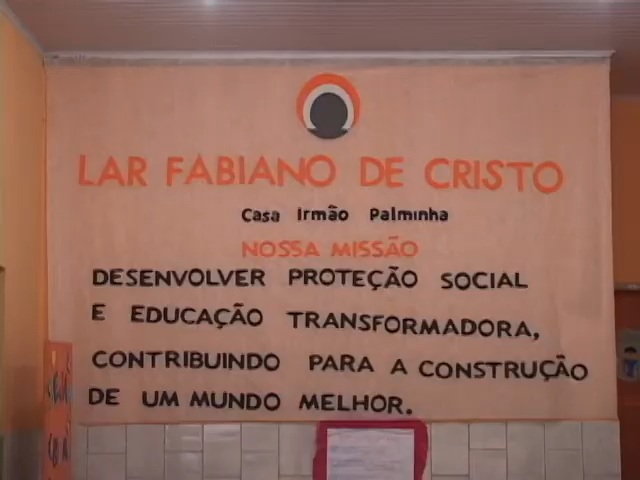 LAR FABIANO DE CRISTO
Casa Irmão Palminha
NOSSA MISSÃO
DESENVOLVER PROTEÇÃO SOCIAL
E EDUCAÇÃO TRANSFORMADORA,
CONTRIBUINDO PARA A CONSTRUÇÃO
DE UM MUNDO MELHOR.